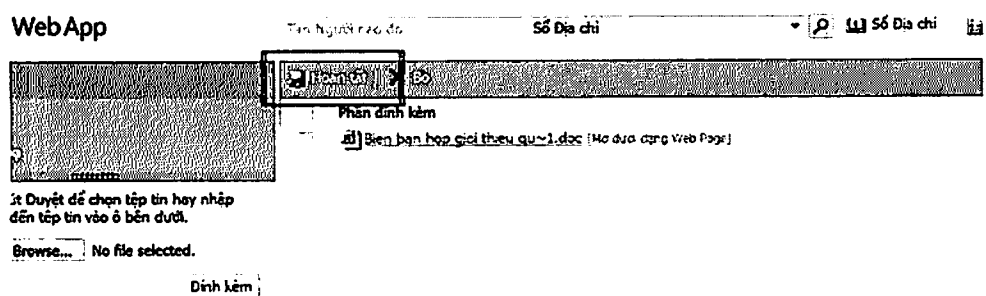 WebApp
Tìm Người nào đó Sổ Địa chỉ Sổ Địa chỉ
Hoàn tất Bỏ
Phần đính kèm
Bien ban hop gioi thieu qu~1.doc [Mở dưới dạng Web Page]
út Duyệt để chọn tệp tin hay nhập
đến tệp tin vào ô bên dưới.
Browse... No file selected.
Đính kèm